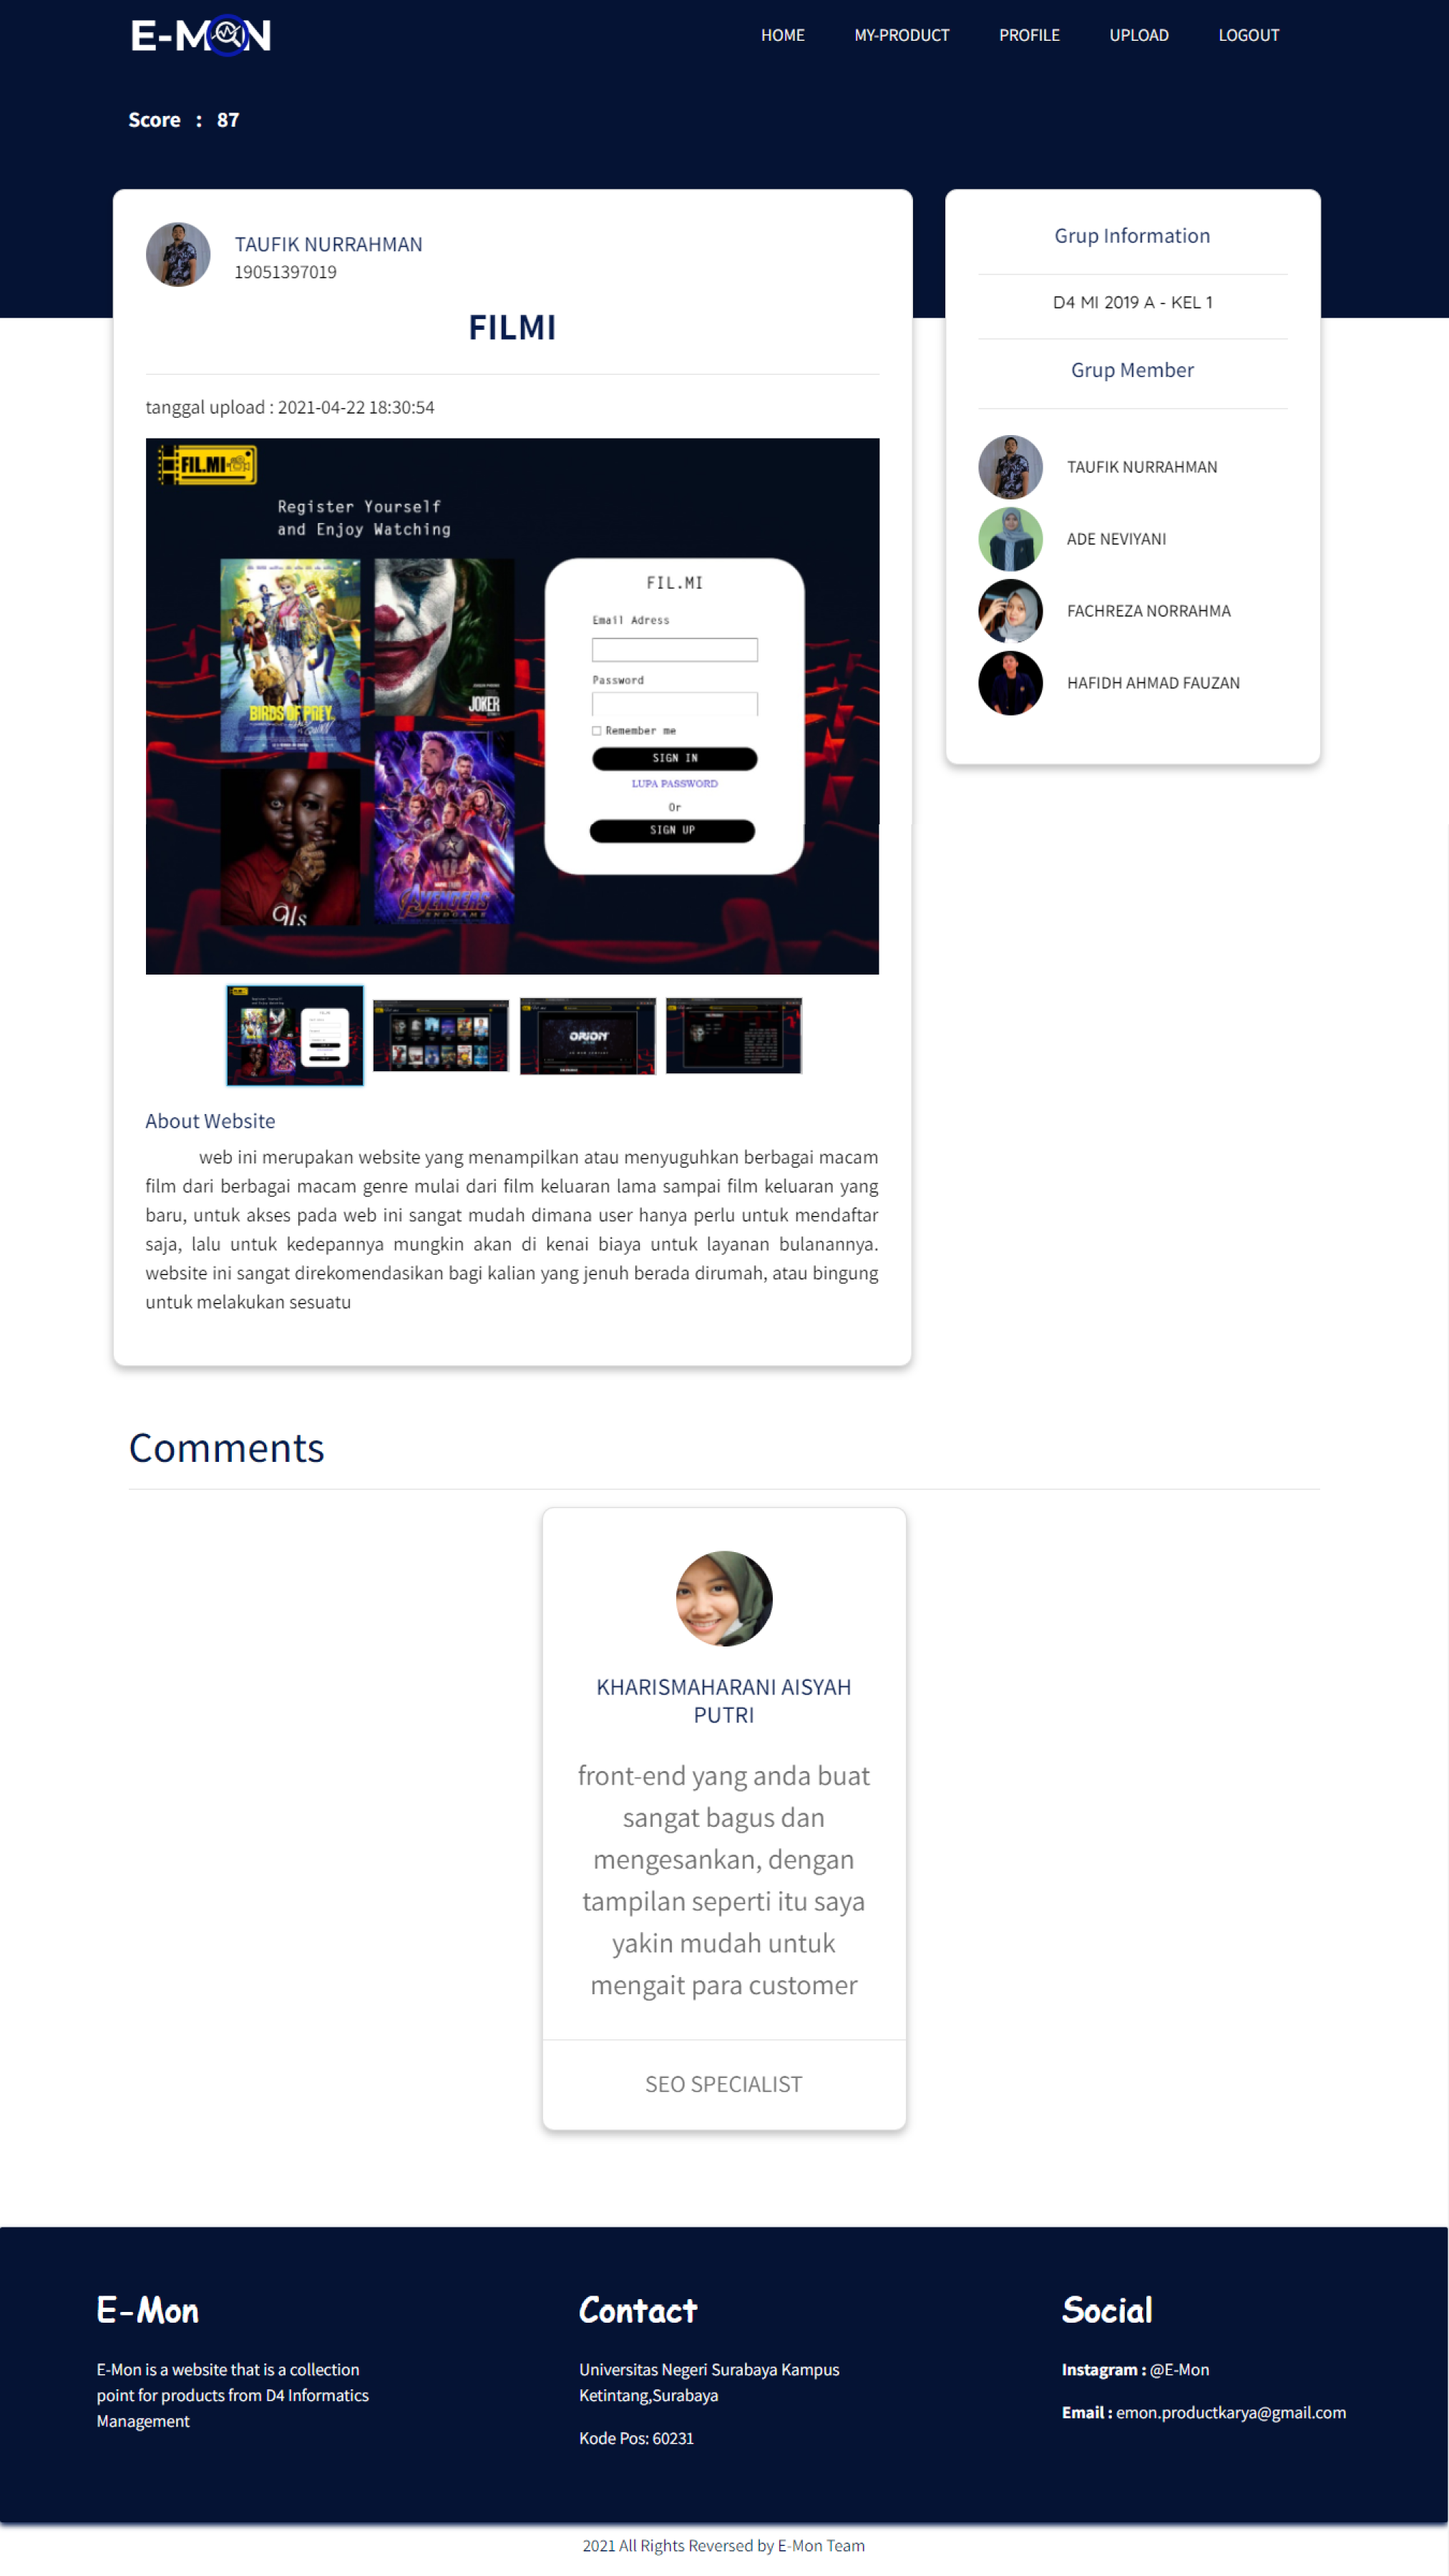 E-MON
HOME MY-PRODUCT PROFILE UPLOAD LOGOUT
Score : 87
TAUFIK NURRAHMAN
19051397019
FILMI
tanggal upload : 2021-04-22 18:30:54
FIL.MI
Register Yourself
and Enjoy Watching
BIRDS OF PREY
JOKER
Us
AVENGERS
ENDGAME
FIL.MI
Email Adress
Password
Remember me
SIGN IN
LUPA PASSWORD
Or
SIGN UP
ORION
About Website
web ini merupakan website yang menampilkan atau menyuguhkan berbagai macam
film dari berbagai macam genre mulai dari film keluaran lama sampai film keluaran yang
baru, untuk akses pada web ini sangat mudah dimana user hanya perlu untuk mendaftar
saja, lalu untuk kedepannya mungkin akan di kenai biaya untuk layanan bulanannya.
website ini sangat direkomendasikan bagi kalian yang jenuh berada dirumah, atau bingung
untuk melakukan sesuatu
Grup Information
D4 MI 2019 A - KEL 1
Grup Member
TAUFIK NURRAHMAN
ADE NEVIYANI
FACHREZA NORRAHMA
HAFIDH AHMAD FAUZAN
Comments
KHARISMAHARANI AISYAH
PUTRI
front-end yang anda buat
sangat bagus dan
mengesankan, dengan
tampilan seperti itu saya
yakin mudah untuk
mengait para customer
SEO SPECIALIST
E-Mon
E-Mon is a website that is a collection
point for products from D4 Informatics
Management
Contact
Universitas Negeri Surabaya Kampus
Ketintang,Surabaya
Kode Pos: 60231
Social
Instagram : @E-Mon
Email : emon.productkarya@gmail.com
2021 All Rights Reversed by E-Mon Team